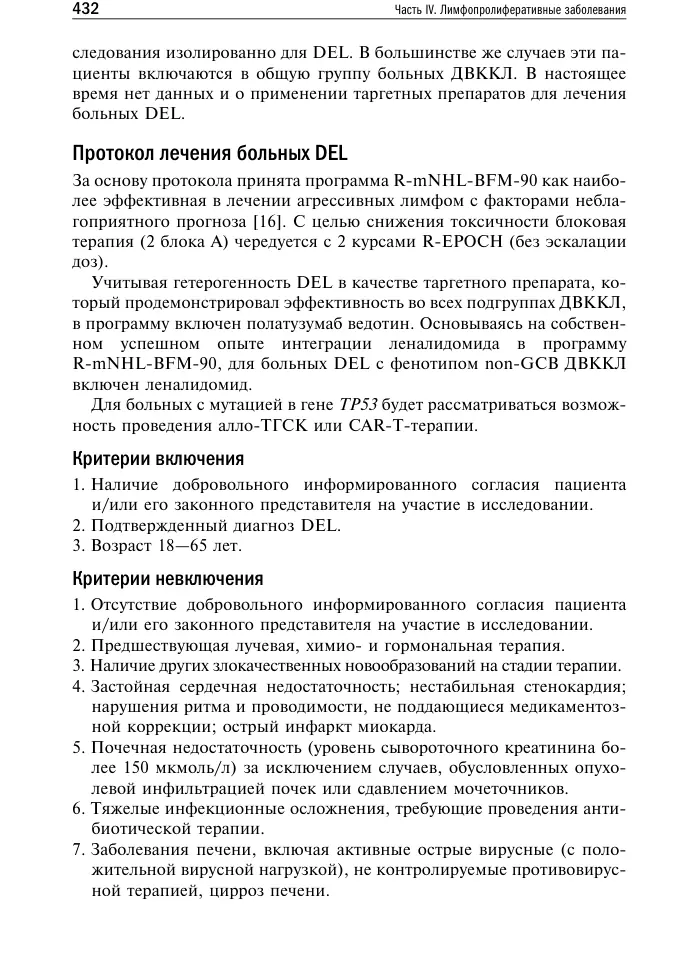 432
Часть IV. Лимфопролиферативные заболевания
следования изолированно для DEL. В большинстве же случаев эти па-
циенты включаются в общую группу больных ДВККЛ. В настоящее
время нет данных и о применении таргетных препаратов для лечения
больных DEL.
Протокол лечения больных DEL
За основу протокола принята программа R-mNHL-BFM-90 как наибо-
лее эффективная в лечении агрессивных лимфом с факторами небла-
гоприятного прогноза [16]. С целью снижения токсичности блоковая
терапия (2 блока А) чередуется с 2 курсами R-EPOCH (без эскалации
доз).
Учитывая гетерогенность DEL в качестве таргетного препарата, ко-
торый продемонстрировал эффективность во всех подгруппах ДВККЛ,
в программу включен полатузумаб ведотин. Основываясь на собствен-
ном успешном опыте интеграции леналидомида в программу
R-mNHL-BFM-90, для больных DEL с фенотипом non-GCB ДВККЛ
включен леналидомид.
Для больных с мутацией в гене TP53 будет рассматриваться возмож-
ность проведения алло-ТГСК или CAR-T-терапии.
Критерии включения
1. Наличие добровольного информированного согласия пациента
и/или его законного представителя на участие в исследовании.
2. Подтвержденный диагноз DEL.
3. Возраст 18—65 лет.
Критерии невключения
1. Отсутствие добровольного информированного согласия пациента
и/или его законного представителя на участие в исследовании.
2. Предшествующая лучевая, химио- и гормональная терапия.
3. Наличие других злокачественных новообразований на стадии терапии.
4. Застойная сердечная недостаточность; нестабильная стенокардия;
нарушения ритма и проводимости, не поддающиеся медикаментоз-
ной коррекции; острый инфаркт миокарда.
5. Почечная недостаточность (уровень сывороточного креатинина бо-
лее 150 мкмоль/л) за исключением случаев, обусловленных опухо-
левой инфильтрацией почек или сдавлением мочеточников.
6. Тяжелые инфекционные осложнения, требующие проведения анти-
биотической терапии.
7. Заболевания печени, включая активные острые вирусные (с поло-
жительной вирусной нагрузкой), не контролируемые противовирус-
ной терапией, цирроз печени.